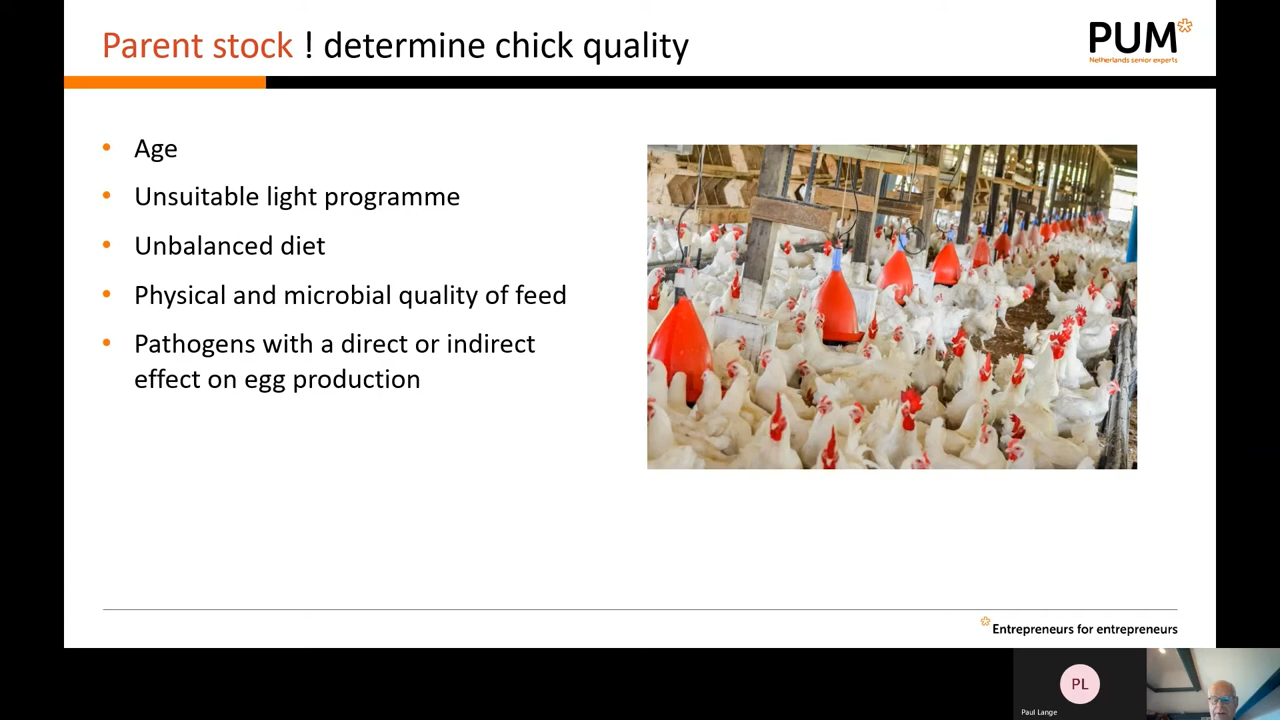 Parent stock ! determine chick quality
PUM
Netherlands senior experts
Age
Unsuitable light programme
Unbalanced diet
Physical and microbial quality of feed
Pathogens with a direct or indirect
effect on egg production
Entrepreneurs for entrepreneurs
PL
Paul Lange